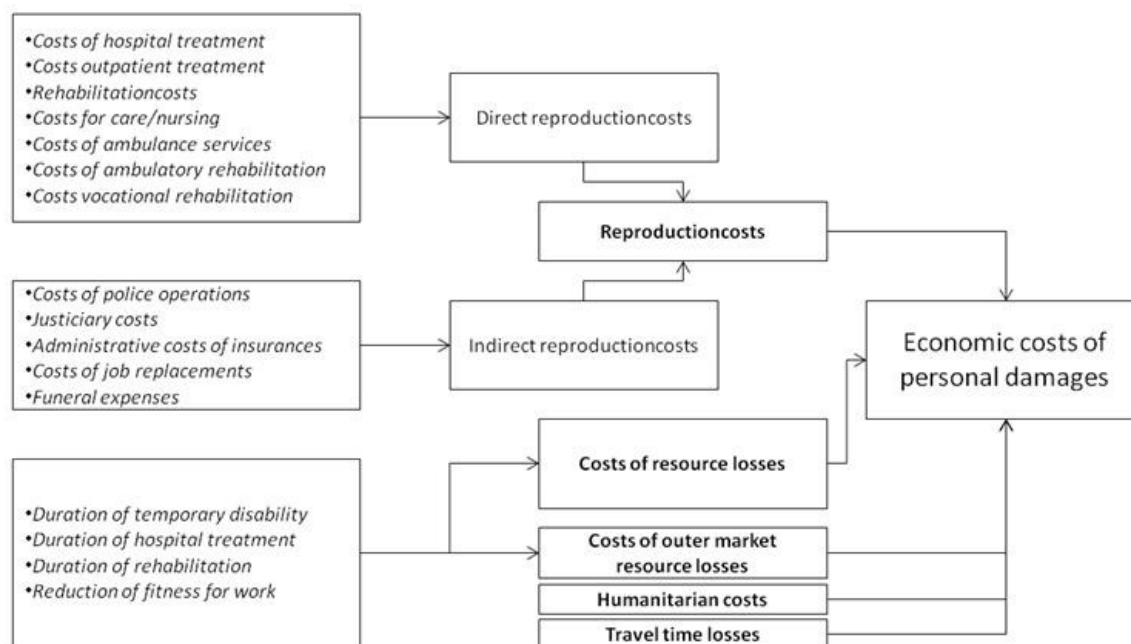 •Costs of hospital treatment
•Costs outpatient treatment
•Rehabilitationcosts
•Costs for care/nursing
•Costs of ambulance services
•Costs of ambulatory rehabilitation
•Costs vocational rehabilitation
Direct reproductioncosts
Reproductioncosts
•Costs of police operations
•Justiciary costs
•Administrative costs of insurances
•Costs of job replacements
•Funeral expenses
Indirect reproductioncosts
Economic costs of
personal damages
•Duration of temporary disability
•Duration of hospital treatment
•Duration of rehabilitation
•Reduction of fitness for work
Costs of resource losses
Costs of outer market
resource losses
Humanitarian costs
Travel time losses